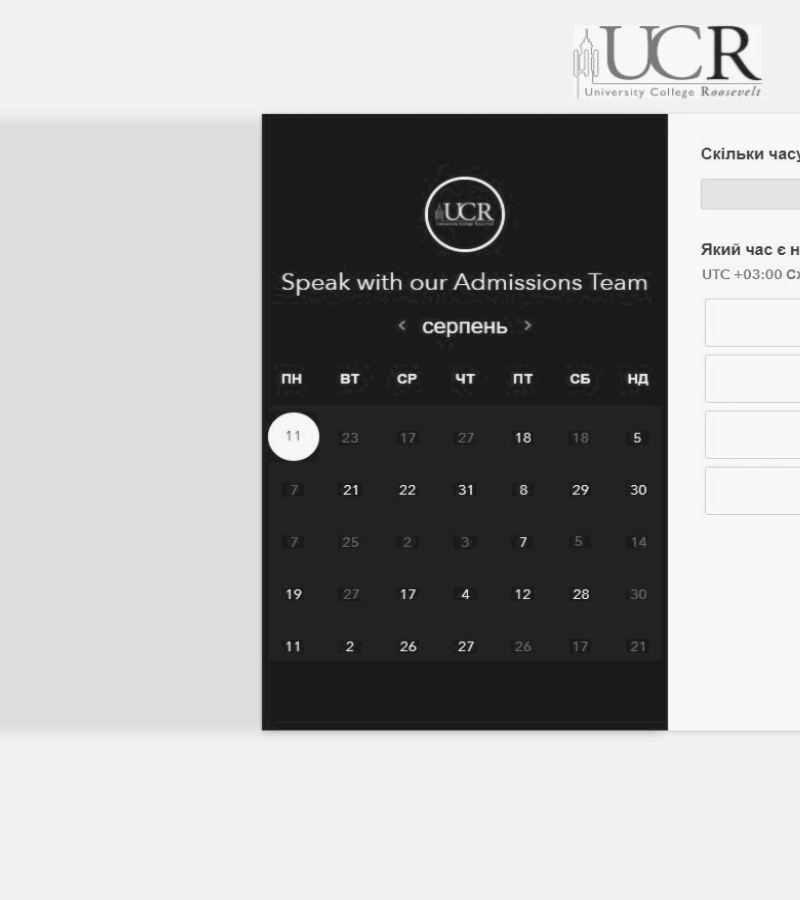 UCR
University College Roosevelt
UCR
Speak with our Admissions Team
< серпень >
ПН ВТ СР ЧТ ПТ СБ НД
11 23 17 27 18 18 5
7 21 22 31 8 29 30
7 25 2 3 7 5 14
19 27 17 4 12 28 30
11 2 26 27 26 17 21
Скільки часу
Який час є н
UTC +03:00